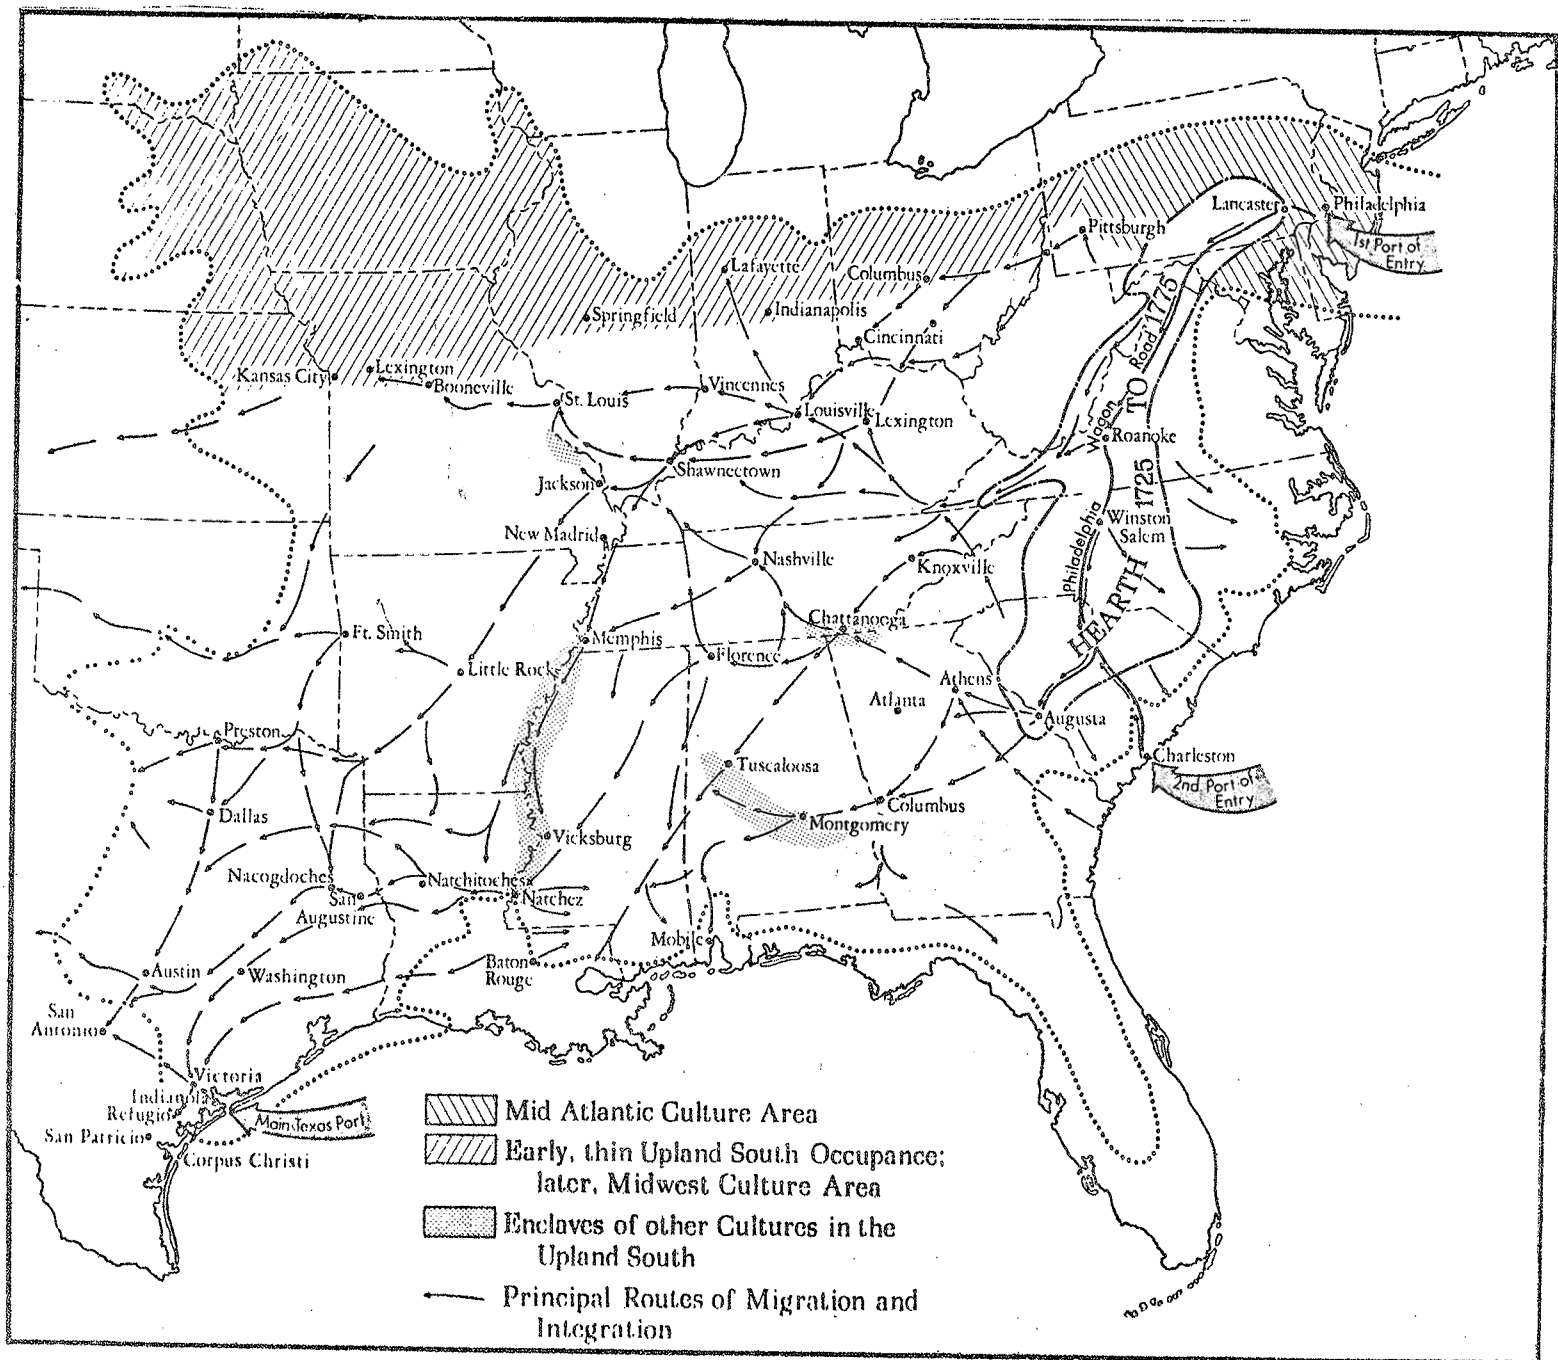 Lancaster
Philadelphia
1st Port of
Entry
Pittsburgh
Lafayette
Columbus
Springfield
Indianapolis
Cincinnati
Kansas City
Lexington
Booneville
St. Louis
Vincennes
Louisville
Lexington
Shawneetown
Jackson
New Madrid
Philadelphia Wagon Road
HEARTH 1725 TO 1775
Roanoke
Winston
Salem
Nashville
Knoxville
Chattanooga
Ft. Smith
Memphis
Little Rock
Florence
Athens
Atlanta
Augusta
Preston
Charleston
2nd Port of
Entry
Tuscaloosa
Dallas
Columbus
Montgomery
Vicksburg
Nacogdoches
San
Augustine
Natchitoches
Natchez
Mobile
Baton
Rouge
Austin
Washington
San
Antonio
Victoria
Indianola
Refugio
Main Texas Port
San Patricio
Corpus Christi
Mid Atlantic Culture Area
Early, thin Upland South Occupance;
later, Midwest Culture Area
Enclaves of other Cultures in the
Upland South
Principal Routes of Migration and
Integration